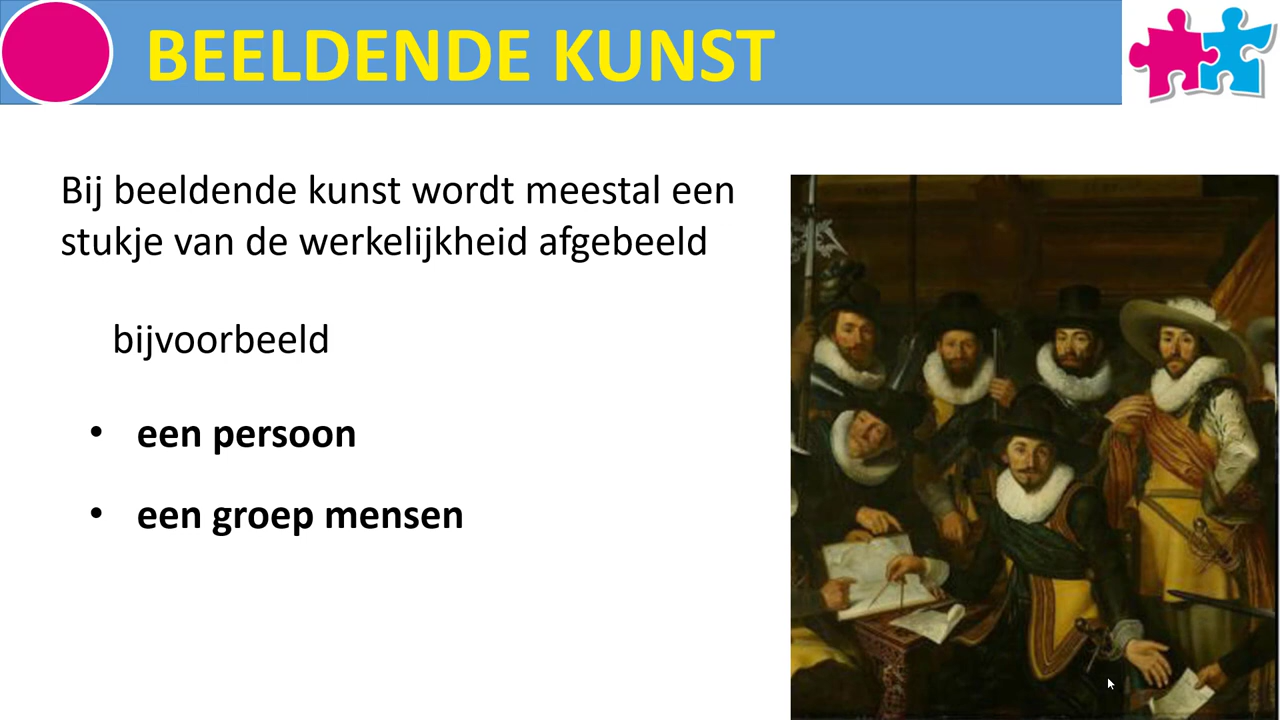 BEELDENDE KUNST
Bij beeldende kunst wordt meestal een
stukje van de werkelijkheid afgebeeld
bijvoorbeeld
• een persoon
• een groep mensen